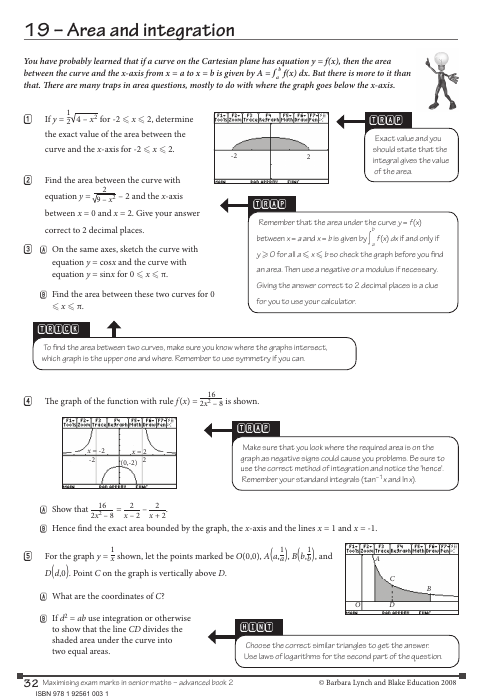 19 – Area and integration
You have probably learned that if a curve on the Cartesian plane has equation y = f(x), then the area
between the curve and the x-axis from x = a to x = b is given by A = ∫ₐᵇ f(x) dx. But there is more to it than
that. There are many traps in area questions, mostly to do with where the graph goes below the x-axis.
1 If y = 1/2 √(4 – x²) for -2 ⩽ x ⩽ 2, determine
the exact value of the area between the
curve and the x-axis for -2 ⩽ x ⩽ 2.
-2 2
TRAP
Exact value and you
should state that the
integral gives the value
of the area.
2 Find the area between the curve with
equation y = 2/√(9 – x²) – 2 and the x-axis
between x = 0 and x = 2. Give your answer
correct to 2 decimal places.
TRAP
Remember that the area under the curve y = f(x)
between x = a and x = b is given by ∫ₐᵇ f(x) dx if and only if
y ⩾ 0 for all a ⩽ x ⩽ b so check the graph before you find
an area. Then use a negative or a modulus if necessary.
Giving the answer correct to 2 decimal places is a clue
for you to use your calculator.
3 A On the same axes, sketch the curve with
equation y = cosx and the curve with
equation y = sinx for 0 ⩽ x ⩽ π.
B Find the area between these two curves for 0
⩽ x ⩽ π.
TRICK
To find the area between two curves, make sure you know where the graphs intersect,
which graph is the upper one and where. Remember to use symmetry if you can.
4 The graph of the function with rule f(x) = 16/(2x² – 8) is shown.
x = -2 x = 2
-2 2
(0,-2)
TRAP
Make sure that you look where the required area is on the
graph as negative signs could cause you problems. Be sure to
use the correct method of integration and notice the 'hence'.
Remember your standard integrals (tan⁻¹ x and ln x).
A Show that 16/(2x² – 8) = 2/(x – 2) – 2/(x + 2)
B Hence find the exact area bounded by the graph, the x-axis and the lines x = 1 and x = -1.
5 For the graph y = 1/x shown, let the points marked be O(0,0), A(a,1/a), B(b,1/b), and
D(d,0). Point C on the graph is vertically above D.
A What are the coordinates of C?
B If d² = ab use integration or otherwise
to show that the line CD divides the
shaded area under the curve into
two equal areas.
A
C
B
O D
HINT
Choose the correct similar triangles to get the answer.
Use laws of logarithms for the second part of the question.
32 Maximising exam marks in senior maths – advanced book 2
© Barbara Lynch and Blake Education 2008
ISBN 978 1 92561 003 1